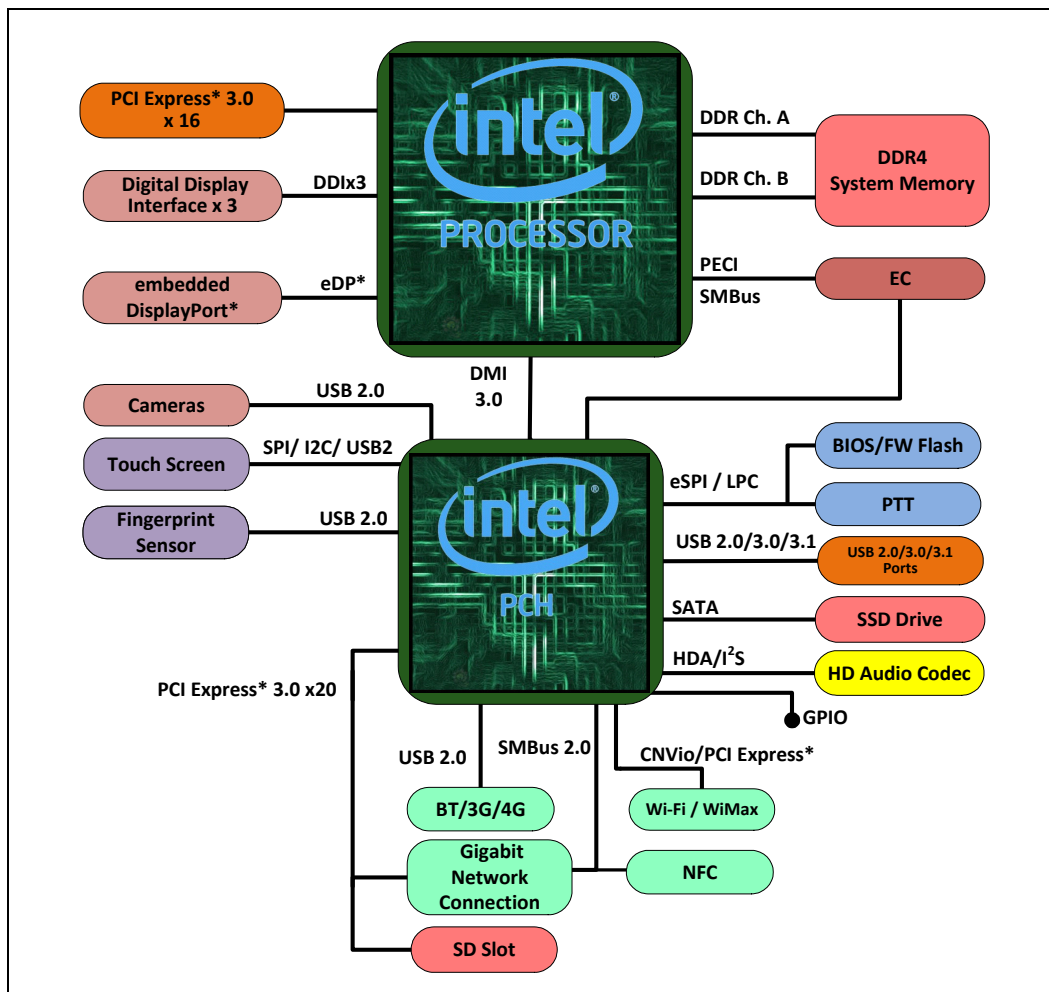 intel
®
PROCESSOR
PCI Express* 3.0
x 16
Digital Display
Interface x 3
DDIx3
embedded
DisplayPort*
eDP*
DDR Ch. A
DDR Ch. B
DDR4
System Memory
PECI
SMBus
EC
DMI
3.0
Cameras
USB 2.0
Touch Screen
SPI/ I2C/ USB2
Fingerprint
Sensor
USB 2.0
intel
®
PCH
eSPI / LPC
BIOS/FW Flash
PTT
USB 2.0/3.0/3.1
USB 2.0/3.0/3.1
Ports
SATA
SSD Drive
HDA/I²S
HD Audio Codec
GPIO
PCI Express* 3.0 x20
USB 2.0
SMBus 2.0
CNVio/PCI Express*
BT/3G/4G
Wi-Fi / WiMax
Gigabit
Network
Connection
NFC
SD Slot